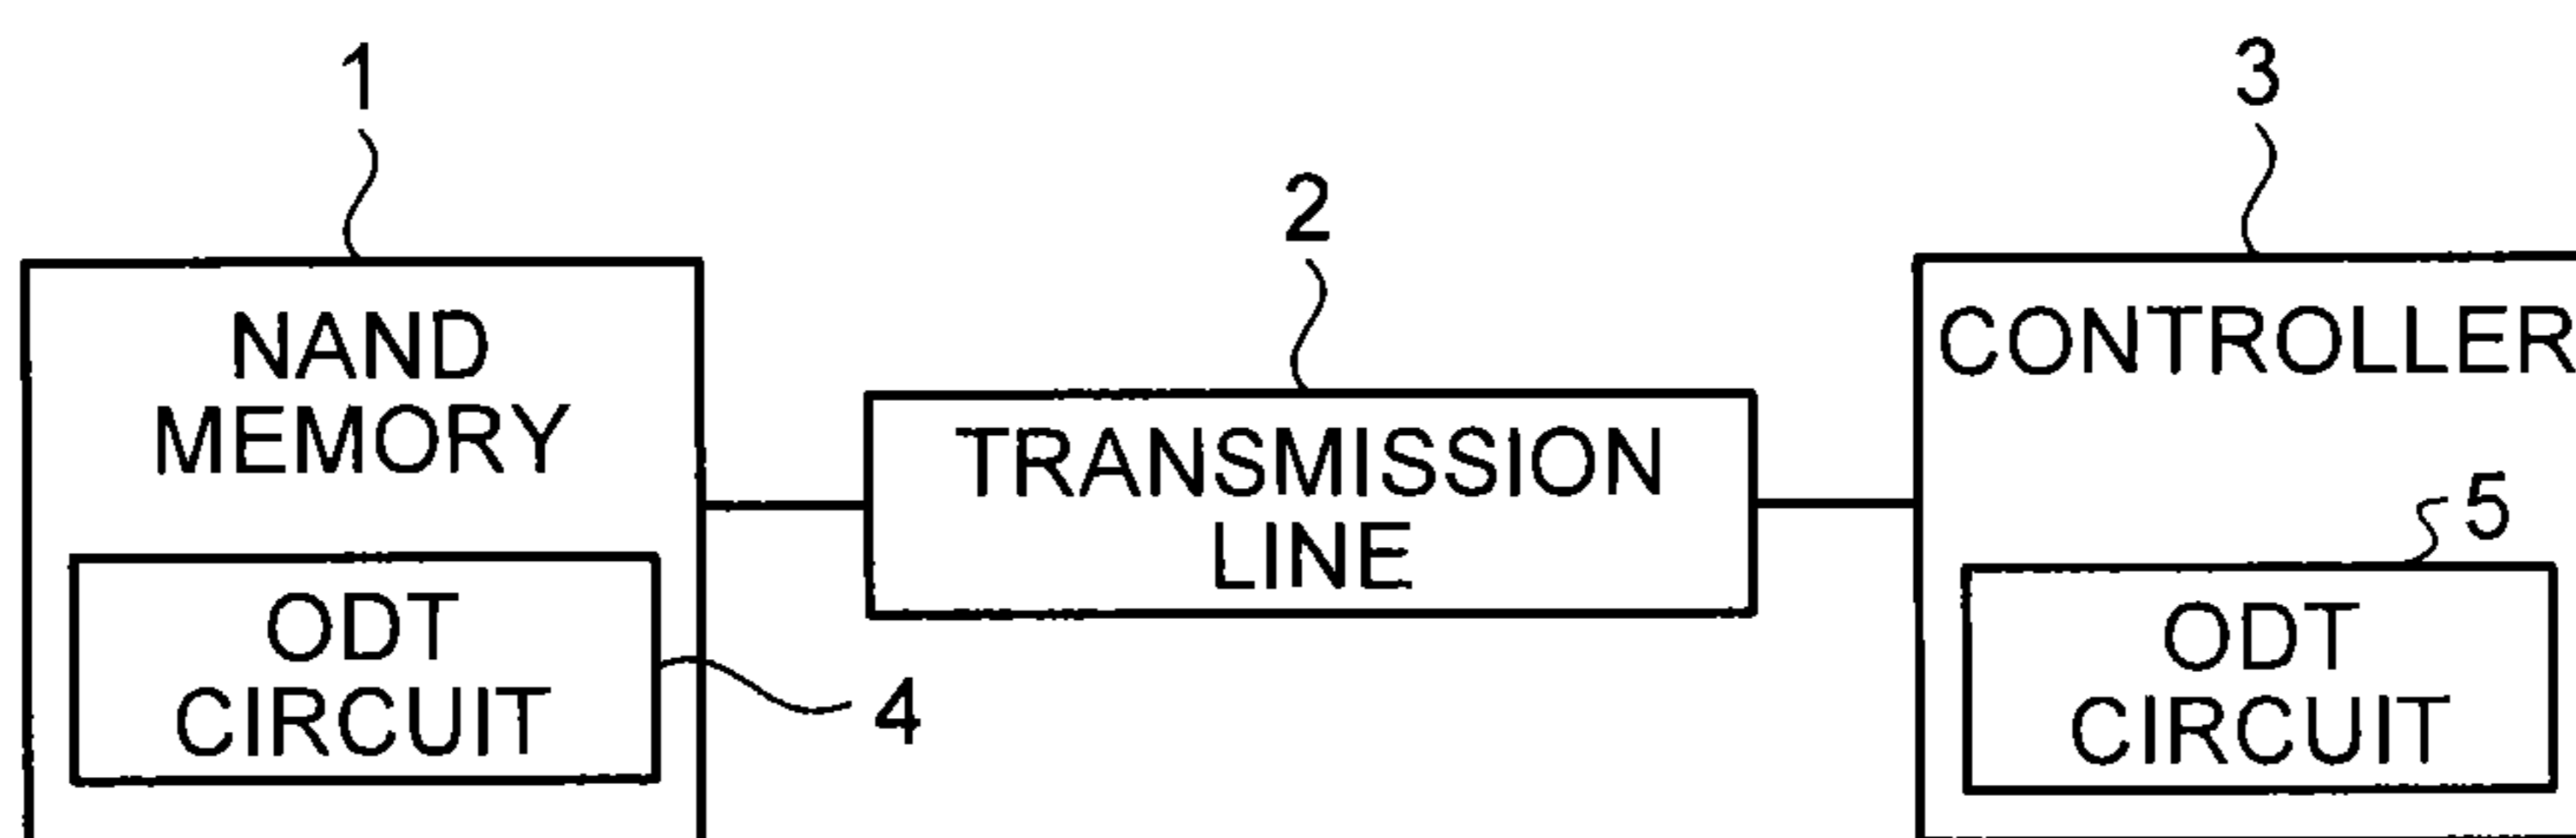 1
3
2
NAND
MEMORY
CONTROLLER
TRANSMISSION
LINE
5
ODT
CIRCUIT
4
ODT
CIRCUIT